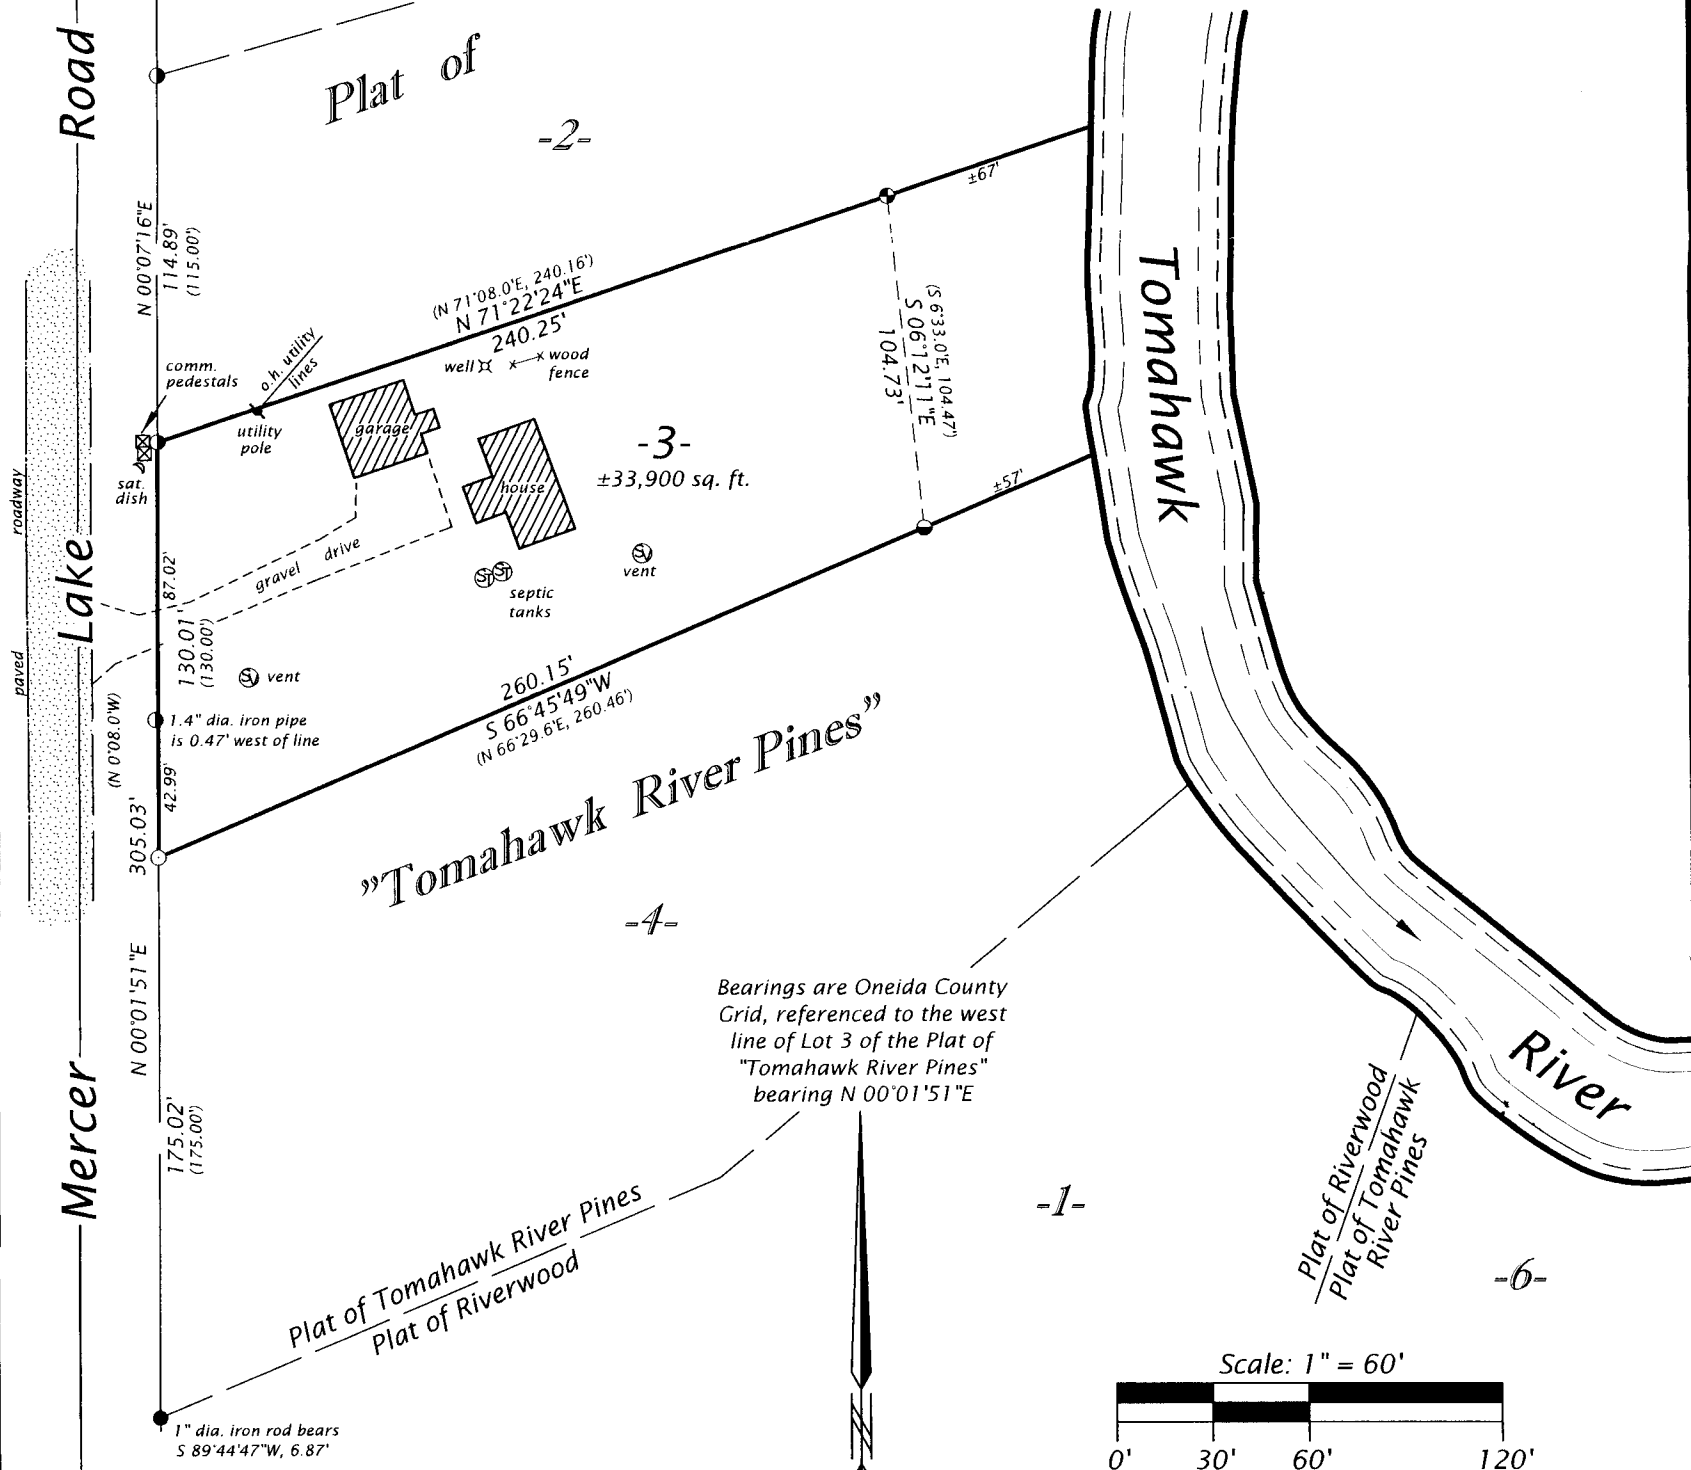 Plat of
-2-
Road
N 00°07'16"E
114.89'
(115.00')
±67'
(N 71°08.0'E, 240.16')
N 71°22'24"E
240.25'
(S 6°33.0'E, 104.47')
S 06°12'11"E
104.73'
Tomahawk
comm.
pedestals
o.h. utility
lines
well
wood
fence
utility
pole
garage
house
-3-
±33,900 sq. ft.
±57'
sat.
dish
roadway
paved
Lake
87.02'
130.01'
(130.00')
gravel drive
ST ST
septic
tanks
SV
vent
SV vent
1.4" dia. iron pipe
is 0.47' west of line
(N 0°08.0'W)
42.99'
305.03'
260.15'
S 66°45'49"W
(N 66°29.6'E, 260.46')
"Tomahawk River Pines"
-4-
N 00°01'51"E
Bearings are Oneida County
Grid, referenced to the west
line of Lot 3 of the Plat of
"Tomahawk River Pines"
bearing N 00°01'51"E
River
Mercer
175.02'
(175.00')
Plat of Tomahawk River Pines
Plat of Riverwood
-1-
Plat of Riverwood
Plat of Tomahawk
River Pines
-6-
1" dia. iron rod bears
S 89°44'47"W, 6.87'
Scale: 1" = 60'
0' 30' 60' 120'